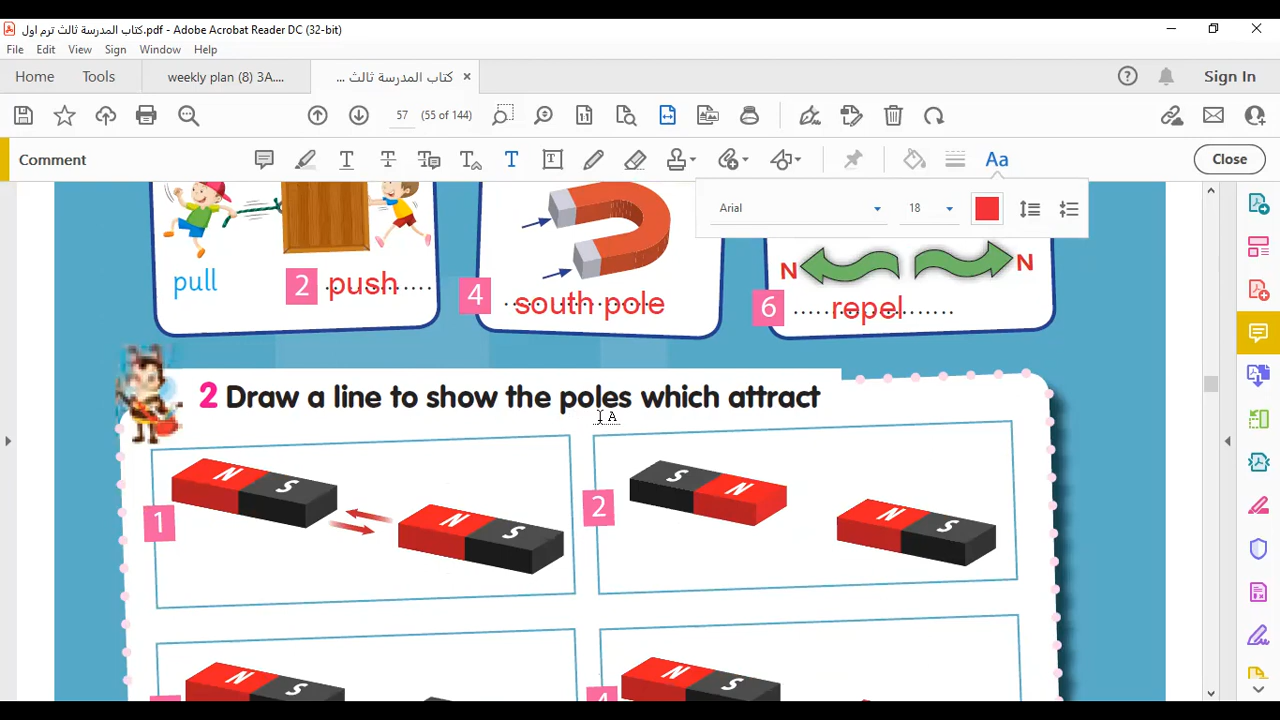 كتاب المدرسة ثالث ترم اول.pdf - Adobe Acrobat Reader DC (32-bit)
File Edit View Sign Window Help
Home Tools weekly plan (8) 3A.... كتاب المدرسة ثالث ... × Sign In
57 (55 of 144)
Comment T T T T T Aa Close
Arial 18
N N
pull 2 push 4 south pole 6 repel
2 Draw a line to show the poles which attract
A
1 N S N S
2 S N N S
N S
4 N S